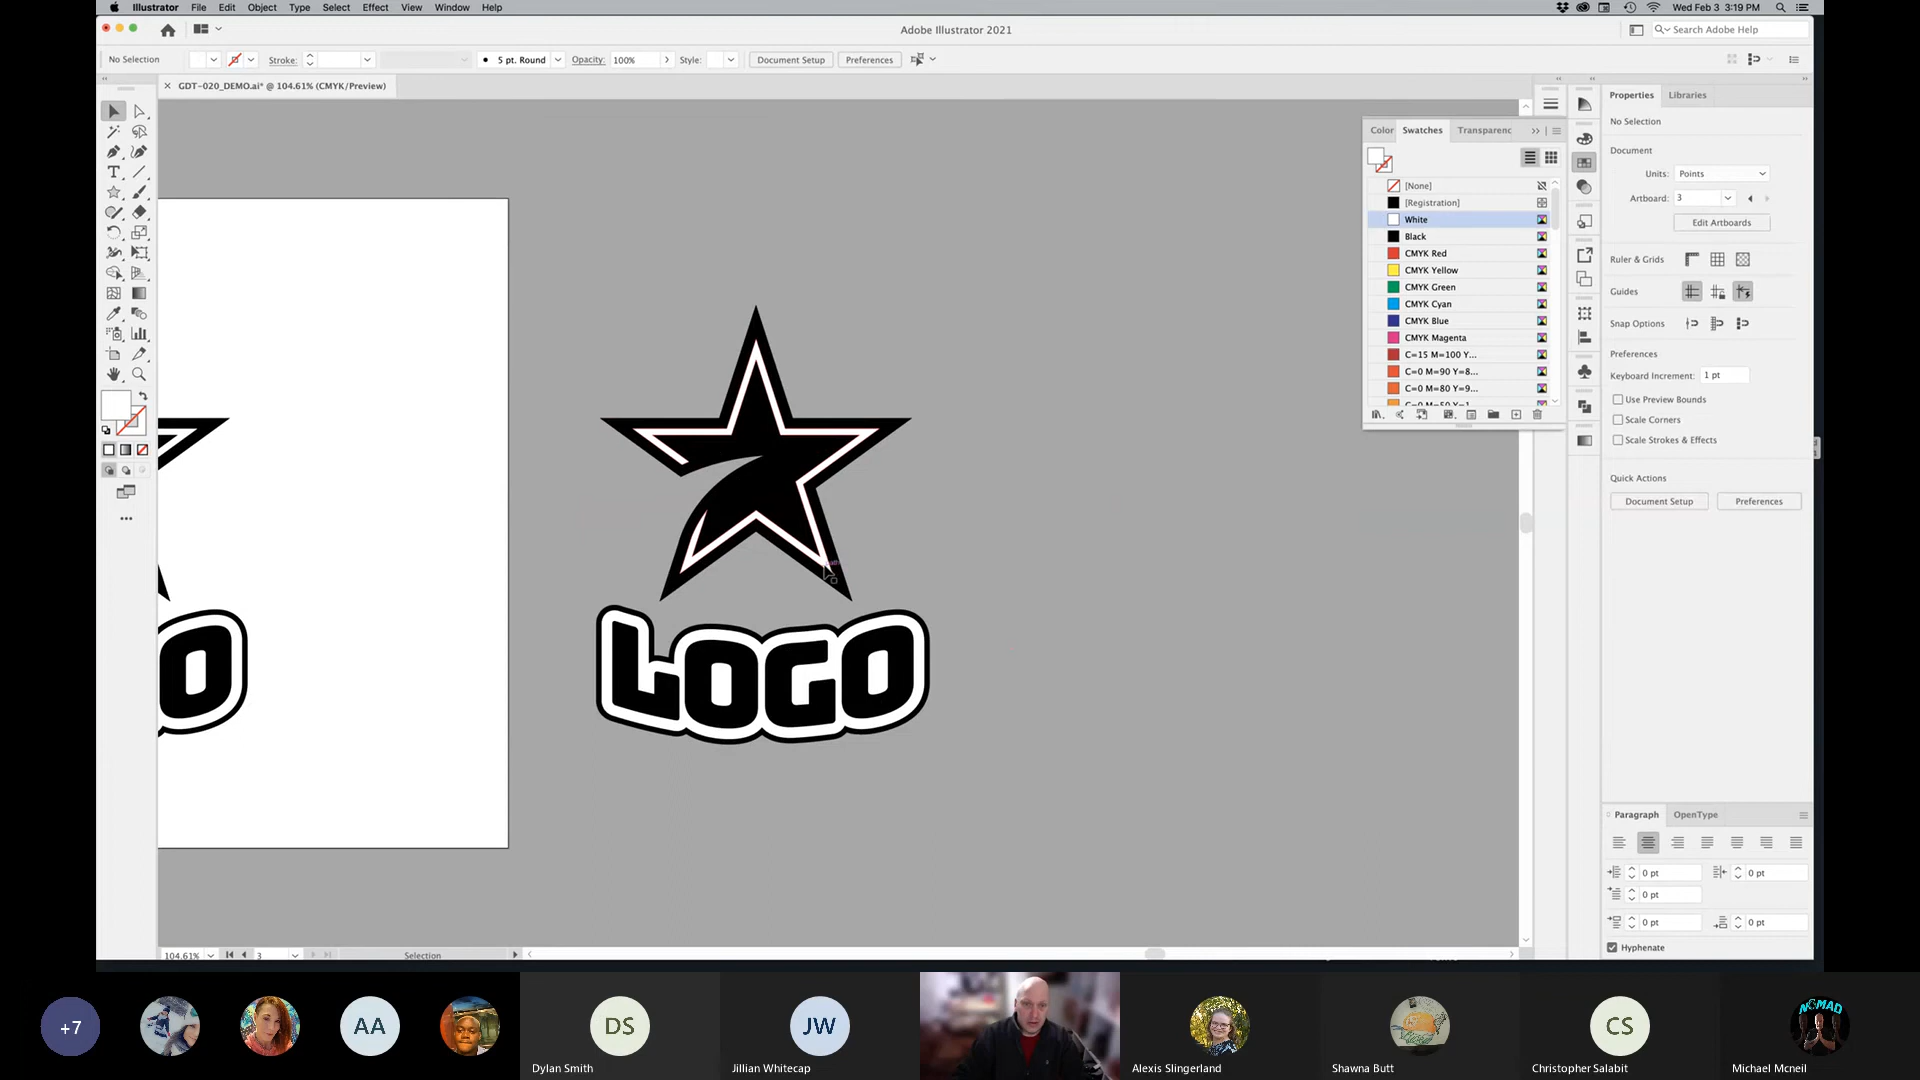 Illustrator File Edit Object Type Select Effect View Window Help
Wed Feb 3 3:19 PM
Adobe Illustrator 2021
Search Adobe Help
No Selection
Stroke:
5 pt. Round
Opacity: 100%
Style:
Document Setup
Preferences
× GDT-020_DEMO.ai* @ 104.61% (CMYK/Preview)
Color Swatches Transparenc
[None]
[Registration]
White
Black
CMYK Red
CMYK Yellow
CMYK Green
CMYK Cyan
CMYK Blue
CMYK Magenta
C=15 M=100 Y...
C=0 M=90 Y=8...
C=0 M=80 Y=9...
C=0 M=50 Y=1...
Properties Libraries
No Selection
Document
Units: Points
Artboard: 3
Edit Artboards
Ruler & Grids
Guides
Snap Options
Preferences
Keyboard Increment: 1 pt
Use Preview Bounds
Scale Corners
Scale Strokes & Effects
Quick Actions
Document Setup Preferences
Paragraph OpenType
0 pt 0 pt
0 pt
0 pt 0 pt
Hyphenate
O
LOGO
104.61% 3 Selection
+7
AA
DS
Dylan Smith
JW
Jillian Whitecap
Alexis Slingerland
Shawna Butt
CS
Christopher Salabit
NOMAD
Michael Mcneil